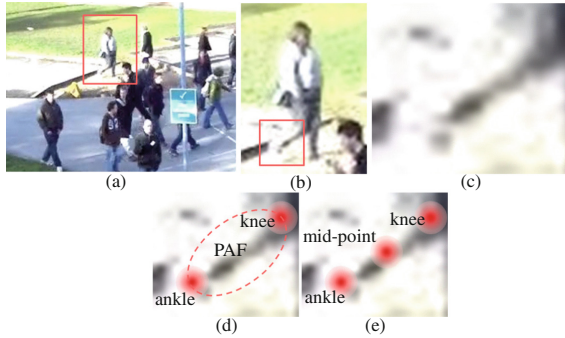 (a)
(b)
(c)
knee
PAF
ankle
(d)
knee
mid-point
ankle
(e)